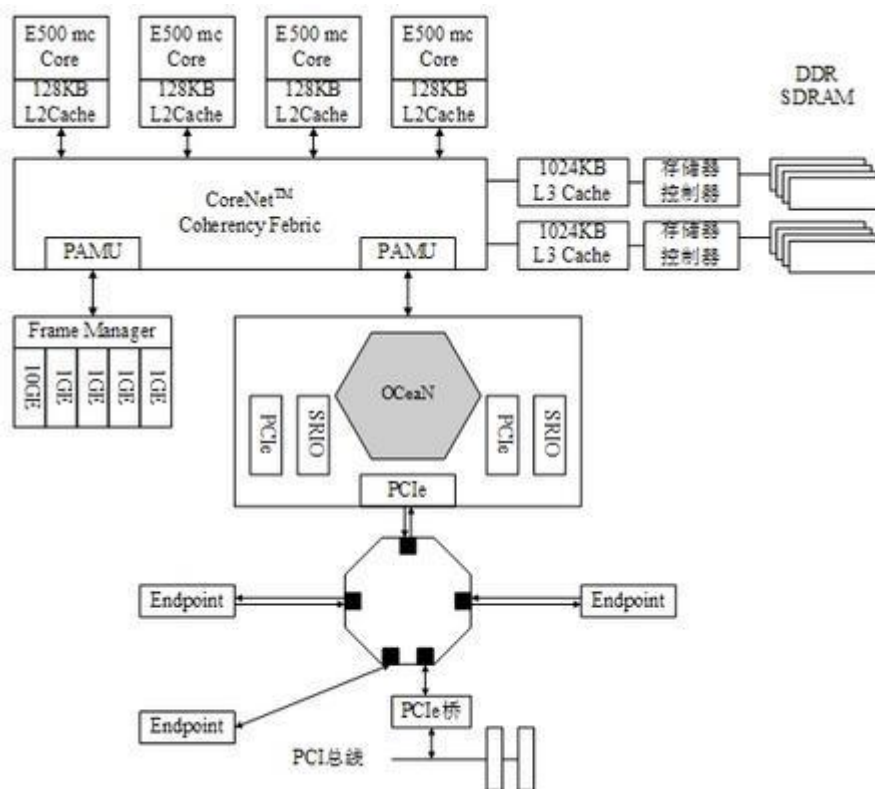 E500 mc
Core
128KB
L2Cache
E500 mc
Core
128KB
L2Cache
E500 mc
Core
128KB
L2Cache
E500 mc
Core
128KB
L2Cache
DDR
SDRAM
CoreNet™
Coherency Febric
PAMU
PAMU
1024KB
L3 Cache
存储器
控制器
1024KB
L3 Cache
存储器
控制器
Frame Manager
10GE
1GE
1GE
1GE
1GE
OCeaN
PCIe
SRIO
PCIe
SRIO
PCIe
Endpoint
Endpoint
Endpoint
PCIe桥
PCI总线